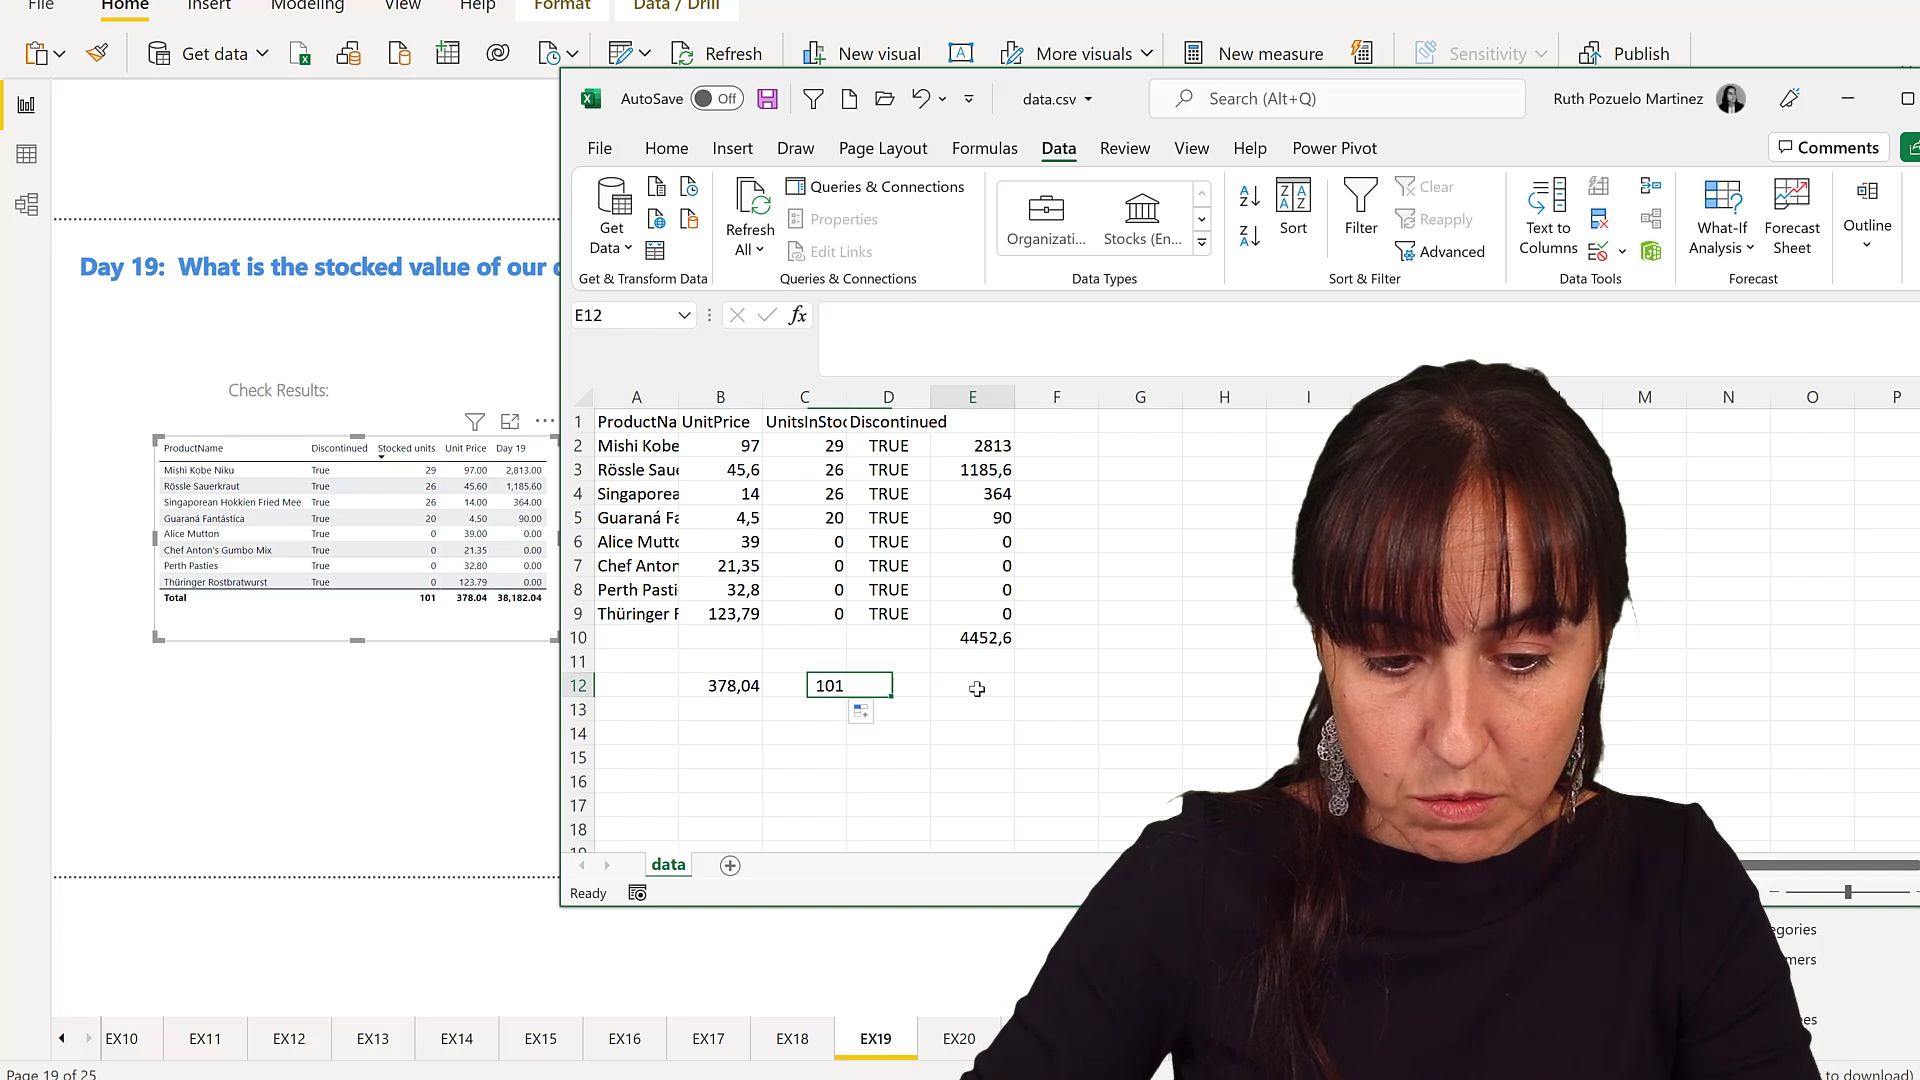 File Home Insert Modeling View Help Format Data / Drill
Get data Refresh New visual More visuals New measure Sensitivity Publish
AutoSave Off data.csv Search (Alt+Q) Ruth Pozuelo Martinez
File Home Insert Draw Page Layout Formulas Data Review View Help Power Pivot Comments
Get Data
Refresh All
Queries & Connections
Properties
Edit Links
Organizati... Stocks (En...
Sort
Filter
Clear
Reapply
Advanced
Text to Columns
What-If Analysis
Forecast Sheet
Outline
Get & Transform Data Queries & Connections Data Types Sort & Filter Data Tools Forecast
Day 19: What is the stocked value of our
E12 fx
Check Results:
ProductName Discontinued Stocked units Unit Price Day 19
Mishi Kobe Niku True 29 97.00 2,813.00
Rössle Sauerkraut True 26 45.60 1,185.60
Singaporean Hokkien Fried Mee True 26 14.00 364.00
Guaraná Fantástica True 20 4.50 90.00
Alice Mutton True 0 39.00 0.00
Chef Anton's Gumbo Mix True 0 21.35 0.00
Perth Pasties True 0 32.80 0.00
Thüringer Rostbratwurst True 0 123.79 0.00
Total 101 378.04 38,182.04
A B C D E F G H I M N O P
1 ProductNa UnitPrice UnitsInStoc Discontinued
2 Mishi Kobe 97 29 TRUE 2813
3 Rössle Saue 45,6 26 TRUE 1185,6
4 Singaporea 14 26 TRUE 364
5 Guaraná Fa 4,5 20 TRUE 90
6 Alice Mutto 39 0 TRUE 0
7 Chef Anton 21,35 0 TRUE 0
8 Perth Pasti 32,8 0 TRUE 0
9 Thüringer R 123,79 0 TRUE 0
10 4452,6
11
12 378,04 101
13
14
15
16
17
18
data
Ready
egories
mers
ees
EX10 EX11 EX12 EX13 EX14 EX15 EX16 EX17 EX18 EX19 EX20
Page 19 of 25
to download)